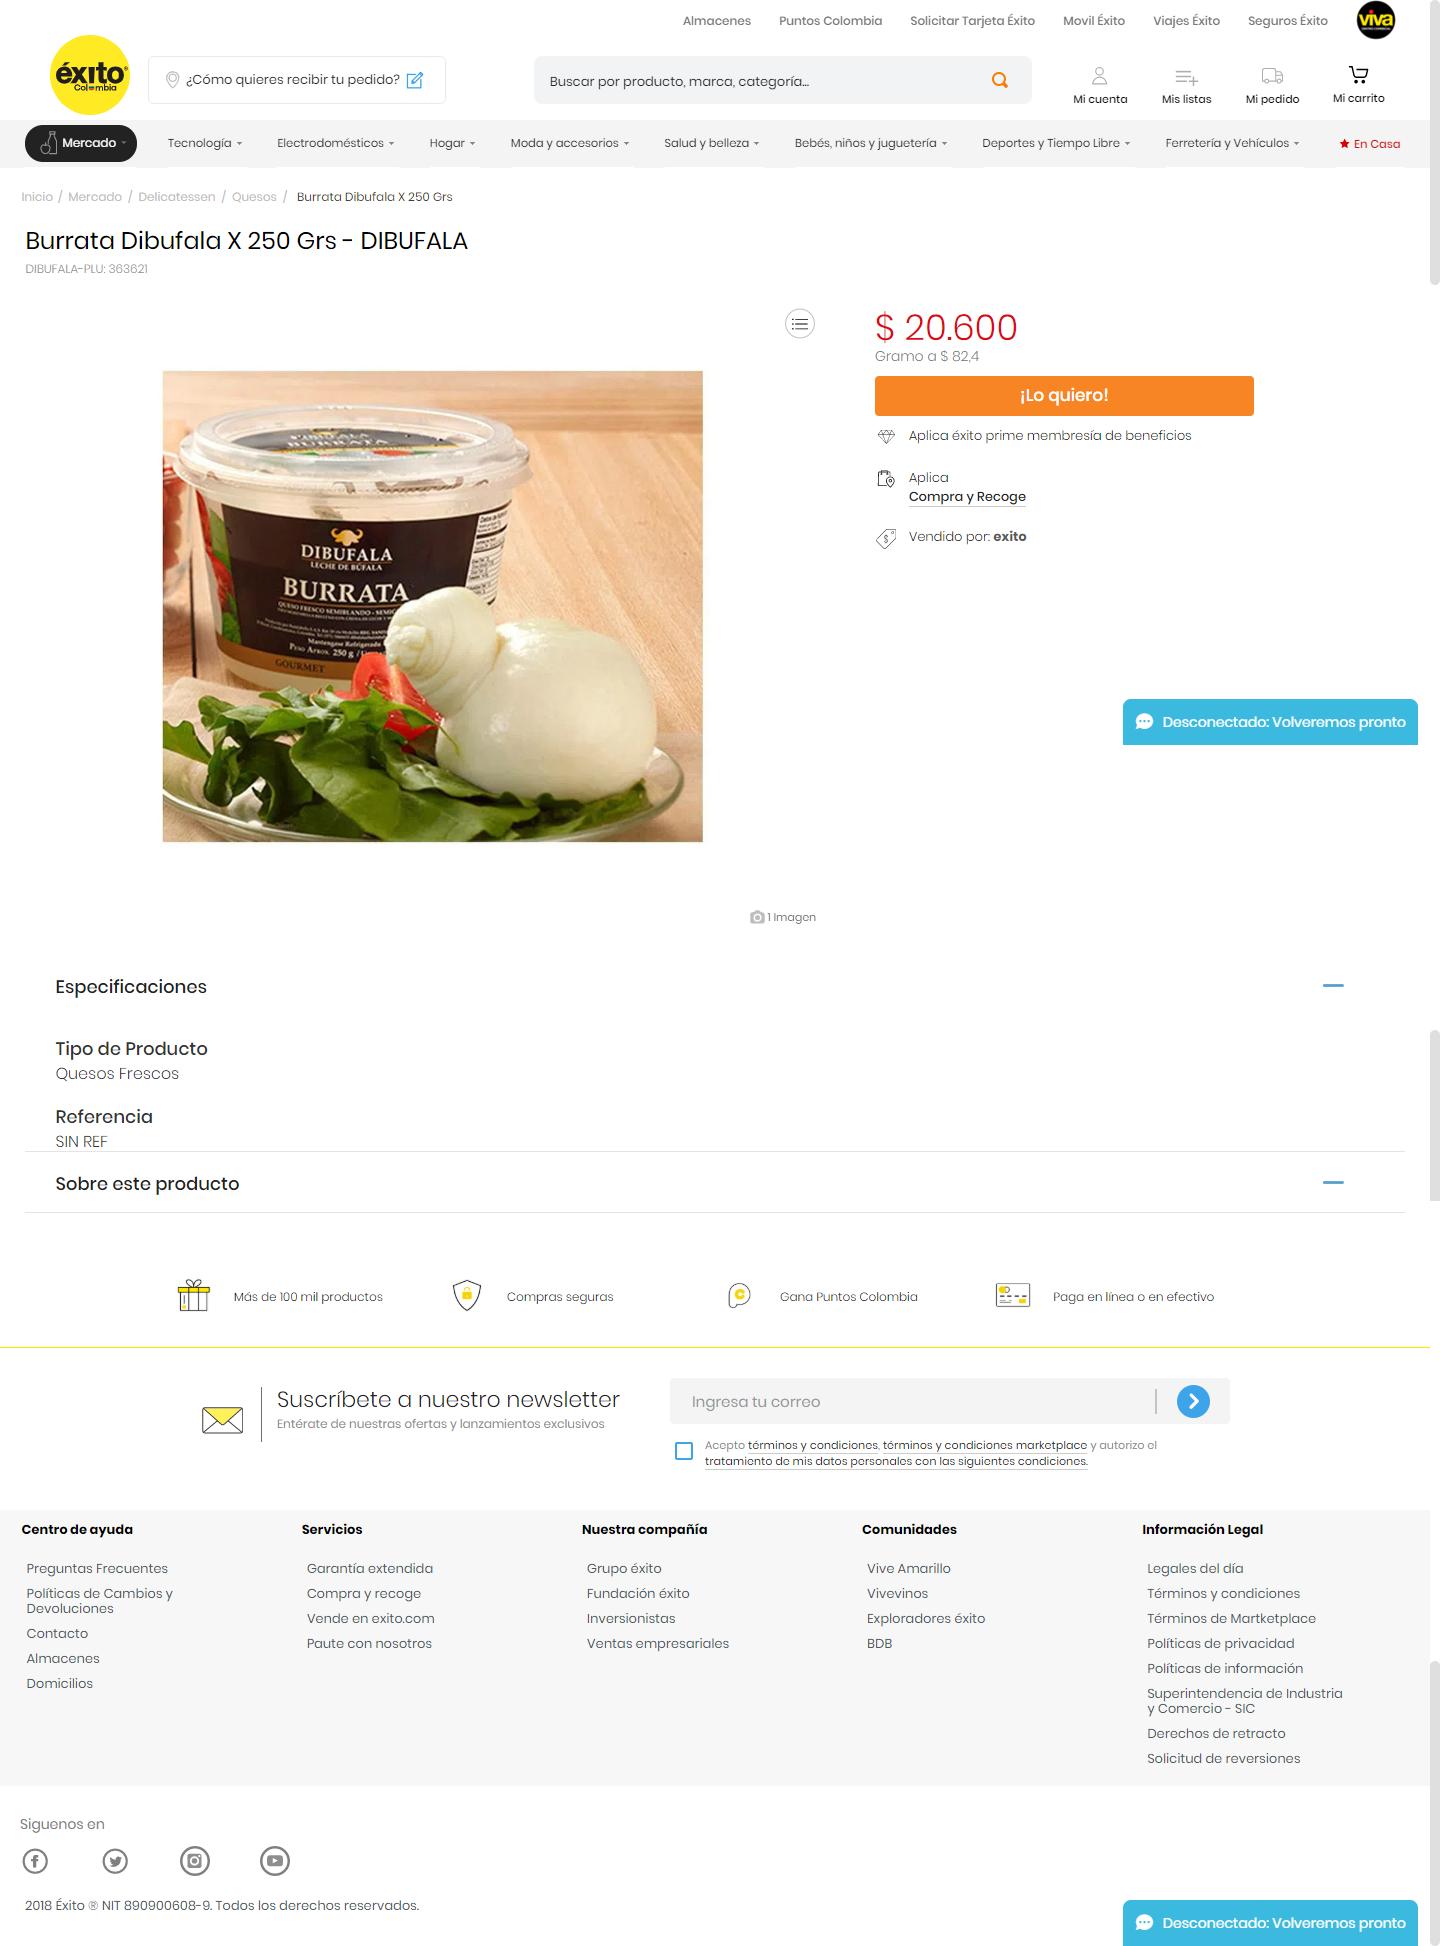 Almacenes Puntos Colombia Solicitar Tarjeta Éxito Movil Éxito Viajes Éxito Seguros Éxito viva
éxito
Colombia
¿Cómo quieres recibir tu pedido?
Buscar por producto, marca, categoría...
Mi cuenta Mis listas Mi pedido Mi carrito
Mercado Tecnología Electrodomésticos Hogar Moda y accesorios Salud y belleza Bebés, niños y juguetería Deportes y Tiempo Libre Ferretería y Vehículos En Casa
Inicio / Mercado / Delicatessen / Quesos / Burrata Dibufala X 250 Grs
Burrata Dibufala X 250 Grs - DIBUFALA
DIBUFALA-PLU: 363621
$ 20.600
Gramo a $ 82,4
¡Lo quiero!
Aplica éxito prime membresía de beneficios
Aplica
Compra y Recoge
Vendido por: exito
DIBUFALA
LECHE DE BÚFALA
BURRATA
QUESO FRESCO SEMIBLANDO
Mantengase Refrigerado
Peso Aprox. 250 g
GOURMET
Desconectado: Volveremos pronto
1 Imagen
Especificaciones
Tipo de Producto
Quesos Frescos
Referencia
SIN REF
Sobre este producto
Más de 100 mil productos Compras seguras Gana Puntos Colombia Paga en línea o en efectivo
Suscríbete a nuestro newsletter
Entérate de nuestras ofertas y lanzamientos exclusivos
Ingresa tu correo
Acepto términos y condiciones, términos y condiciones marketplace y autorizo el
tratamiento de mis datos personales con las siguientes condiciones.
Centro de ayuda
Preguntas Frecuentes
Políticas de Cambios y
Devoluciones
Contacto
Almacenes
Domicilios
Servicios
Garantía extendida
Compra y recoge
Vende en exito.com
Paute con nosotros
Nuestra compañía
Grupo éxito
Fundación éxito
Inversionistas
Ventas empresariales
Comunidades
Vive Amarillo
Vivevinos
Exploradores éxito
BDB
Información Legal
Legales del día
Términos y condiciones
Términos de Martketplace
Políticas de privacidad
Políticas de información
Superintendencia de Industria
y Comercio - SIC
Derechos de retracto
Solicitud de reversiones
Siguenos en
2018 Éxito ® NIT 890900608-9. Todos los derechos reservados.
Desconectado: Volveremos pronto